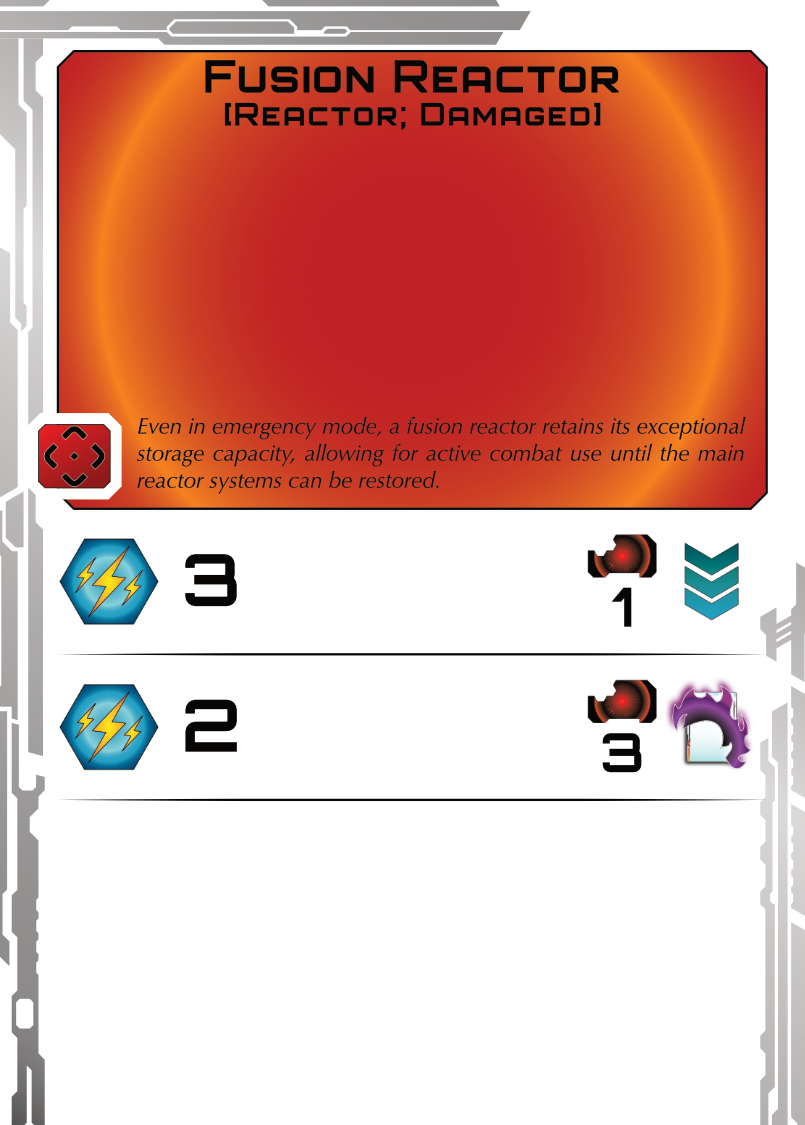 Fusion Reactor
[Reactor; Damaged]
Even in emergency mode, a fusion reactor retains its exceptional
storage capacity, allowing for active combat use until the main
reactor systems can be restored.
3
1
2
3